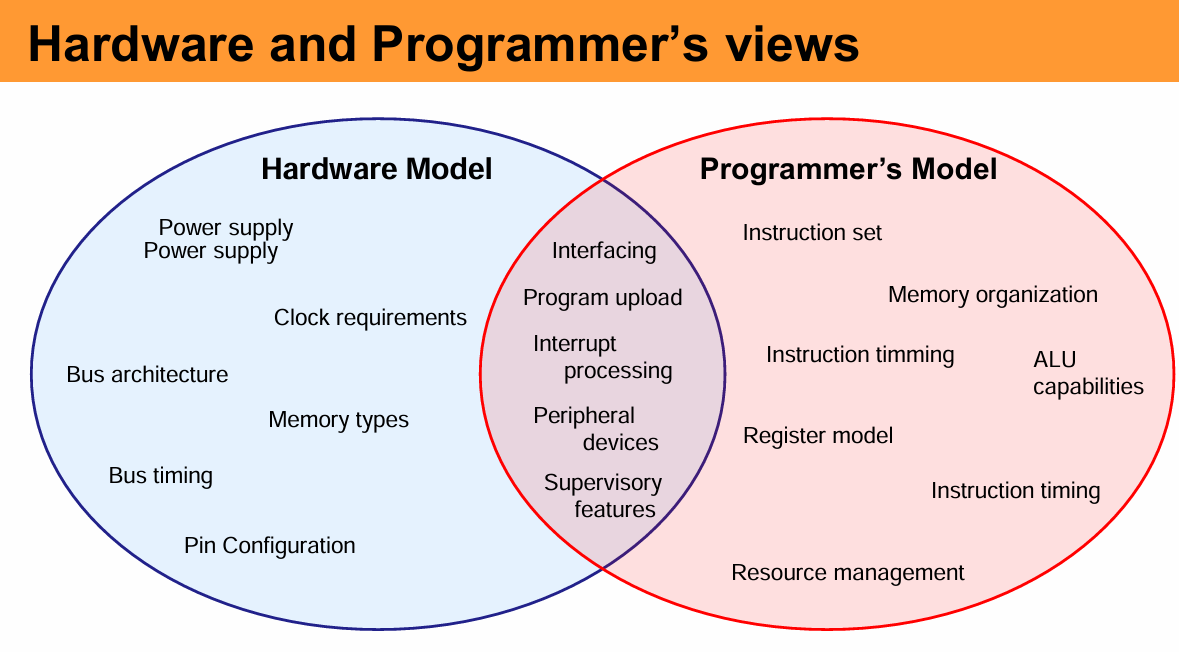 Hardware and Programmer’s views
Hardware Model
Power supply
Power supply
Clock requirements
Bus architecture
Memory types
Bus timing
Pin Configuration
Interfacing
Program upload
Interrupt
processing
Peripheral
devices
Supervisory
features
Programmer’s Model
Instruction set
Memory organization
Instruction timming
ALU
capabilities
Register model
Instruction timing
Resource management